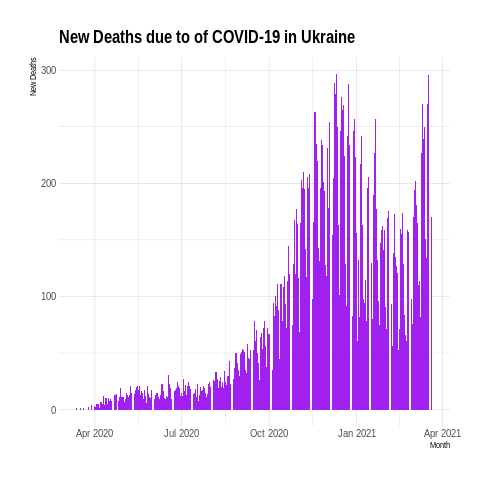 New Deaths due to of COVID-19 in Ukraine
New Deaths
300
200
100
0
Apr 2020 Jul 2020 Oct 2020 Jan 2021 Apr 2021
Month